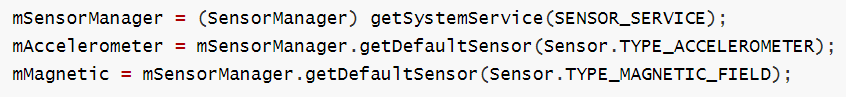 mSensorManager = (SensorManager) getSystemService(SENSOR_SERVICE);
mAccelerometer = mSensorManager.getDefaultSensor(Sensor.TYPE_ACCELEROMETER);
mMagnetic = mSensorManager.getDefaultSensor(Sensor.TYPE_MAGNETIC_FIELD);